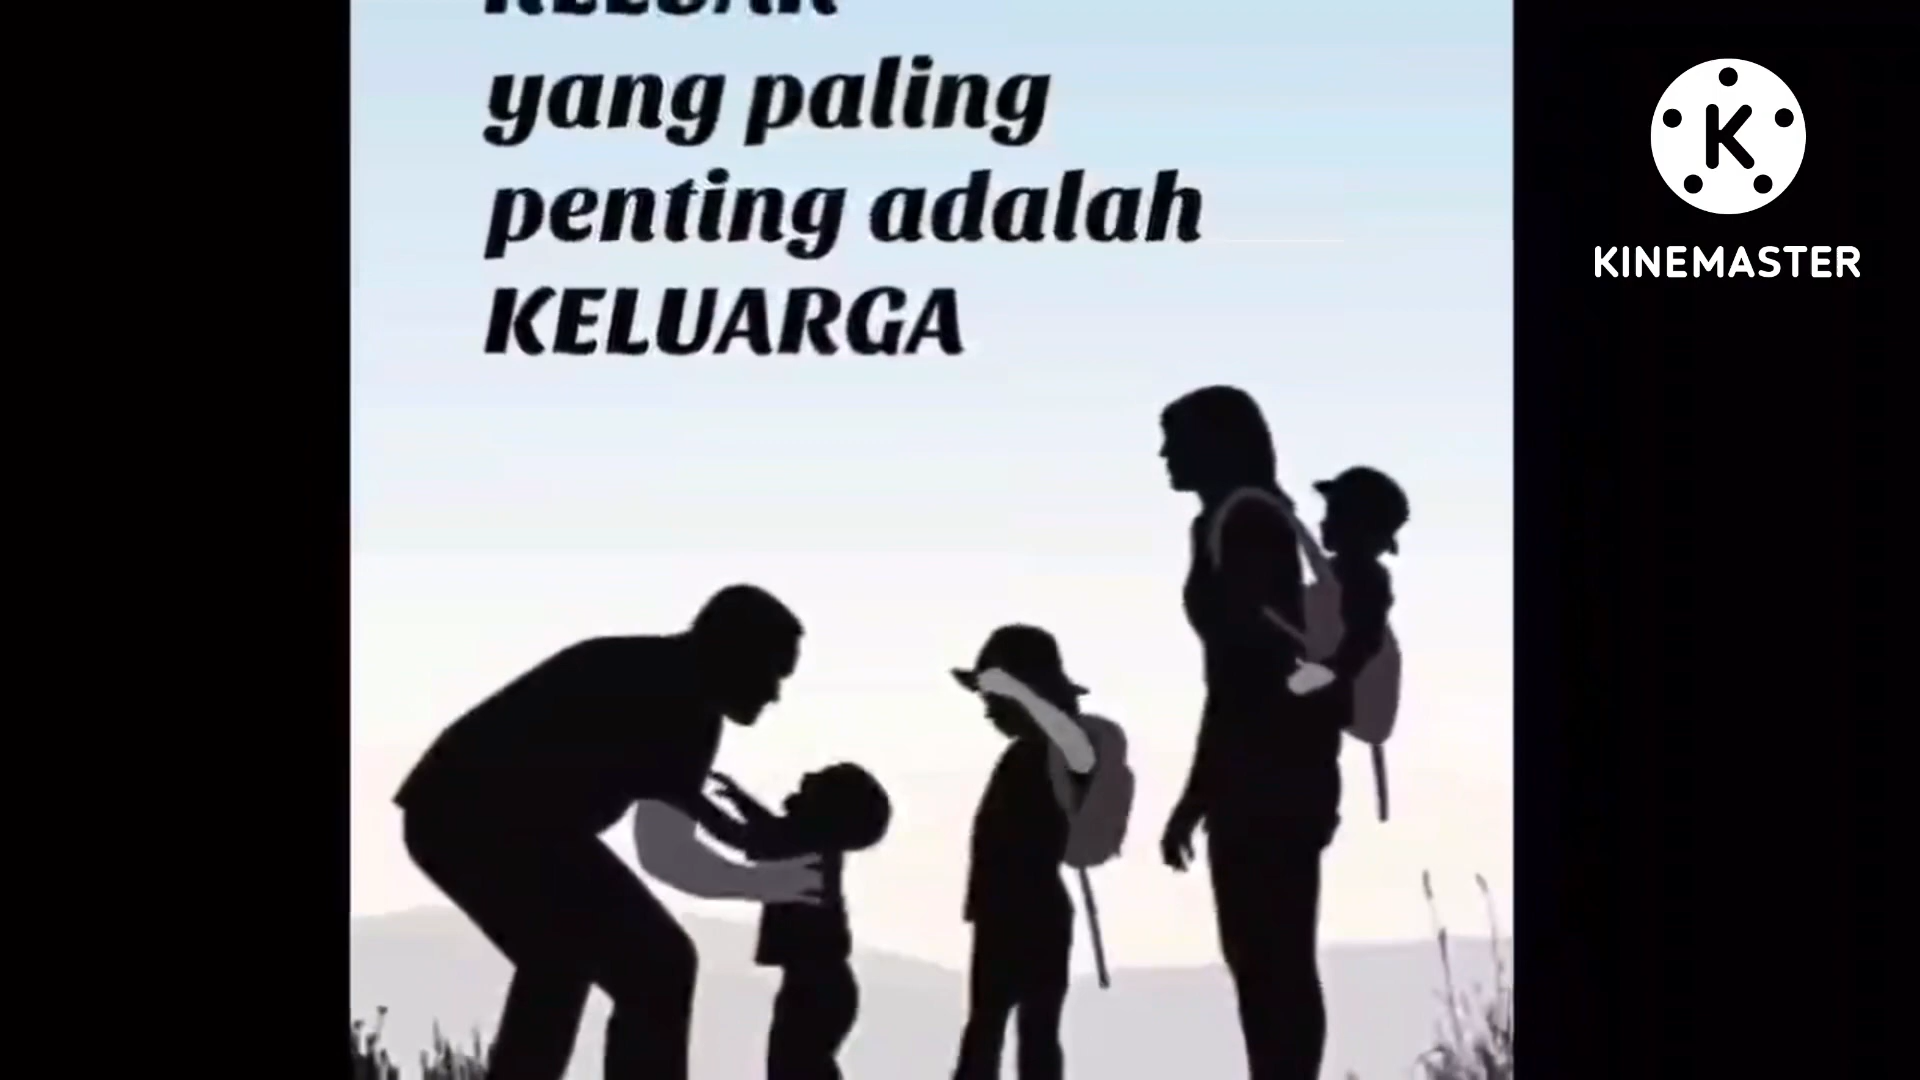 yang paling
penting adalah
KELUARGA
K
KINEMASTER